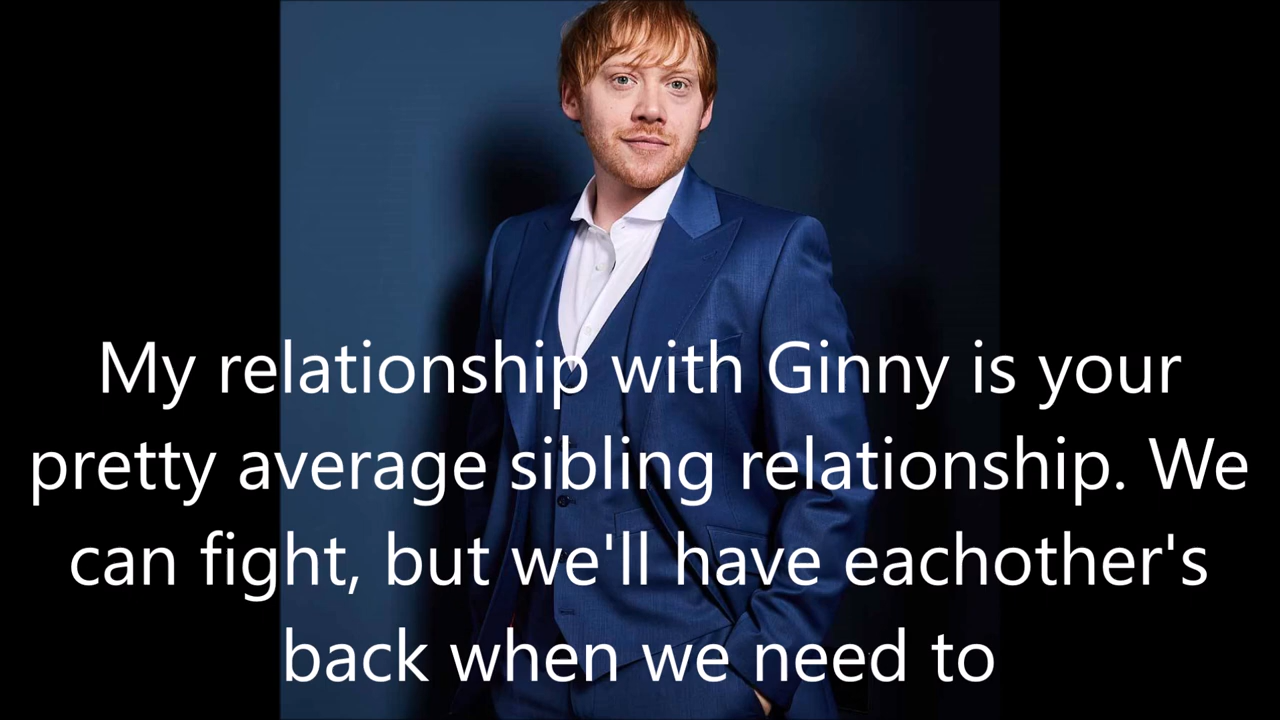 My relationship with Ginny is your
pretty average sibling relationship. We
can fight, but we'll have eachother's
back when we need to